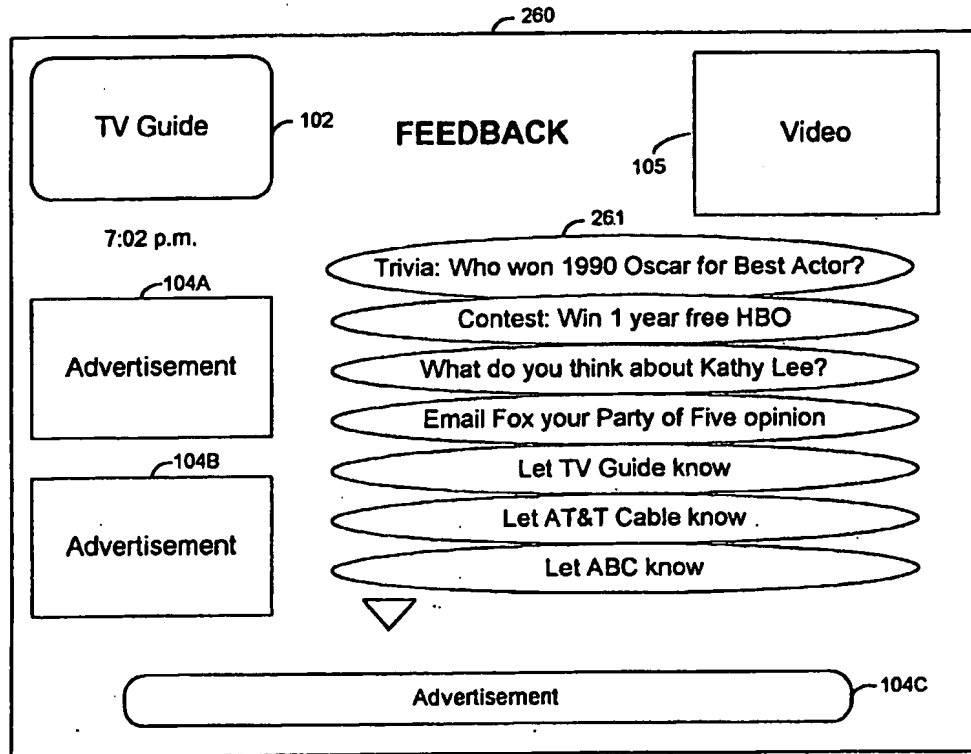 260
TV Guide
102
FEEDBACK
105
Video
7:02 p.m.
261
Trivia: Who won 1990 Oscar for Best Actor?
Contest: Win 1 year free HBO
What do you think about Kathy Lee?
Email Fox your Party of Five opinion
Let TV Guide know
Let AT&T Cable know
Let ABC know
104A
Advertisement
104B
Advertisement
Advertisement
104C